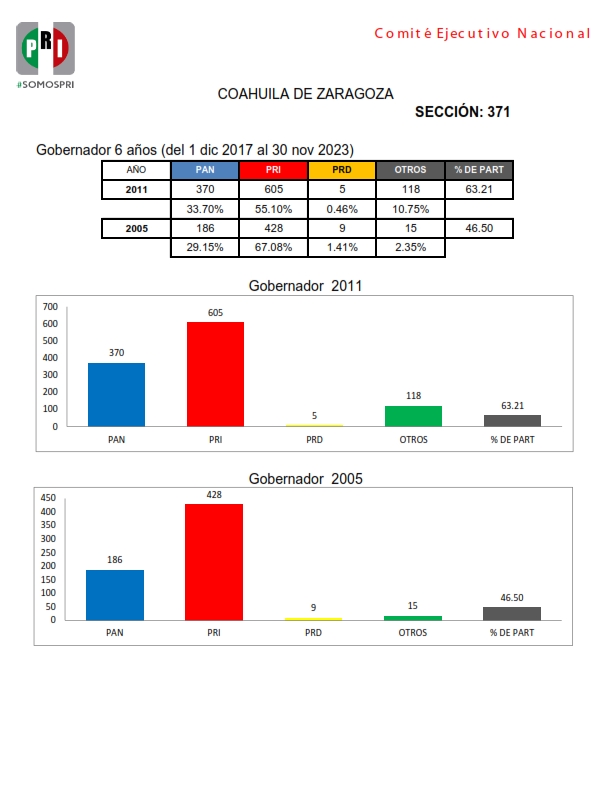 PRI
#SOMOSPRI
Comité Ejecutivo Nacional
COAHUILA DE ZARAGOZA
SECCIÓN: 371
Gobernador 6 años (del 1 dic 2017 al 30 nov 2023)
AÑO PAN PRI PRD OTROS % DE PART
2011 370 605 5 118 63.21
33.70% 55.10% 0.46% 10.75%
2005 186 428 9 15 46.50
29.15% 67.08% 1.41% 2.35%
Gobernador 2011
700
600
500
400
300
200
100
0
370
605
5
118
63.21
PAN PRI PRD OTROS % DE PART
Gobernador 2005
450
400
350
300
250
200
150
100
50
0
186
428
9
15
46.50
PAN PRI PRD OTROS % DE PART